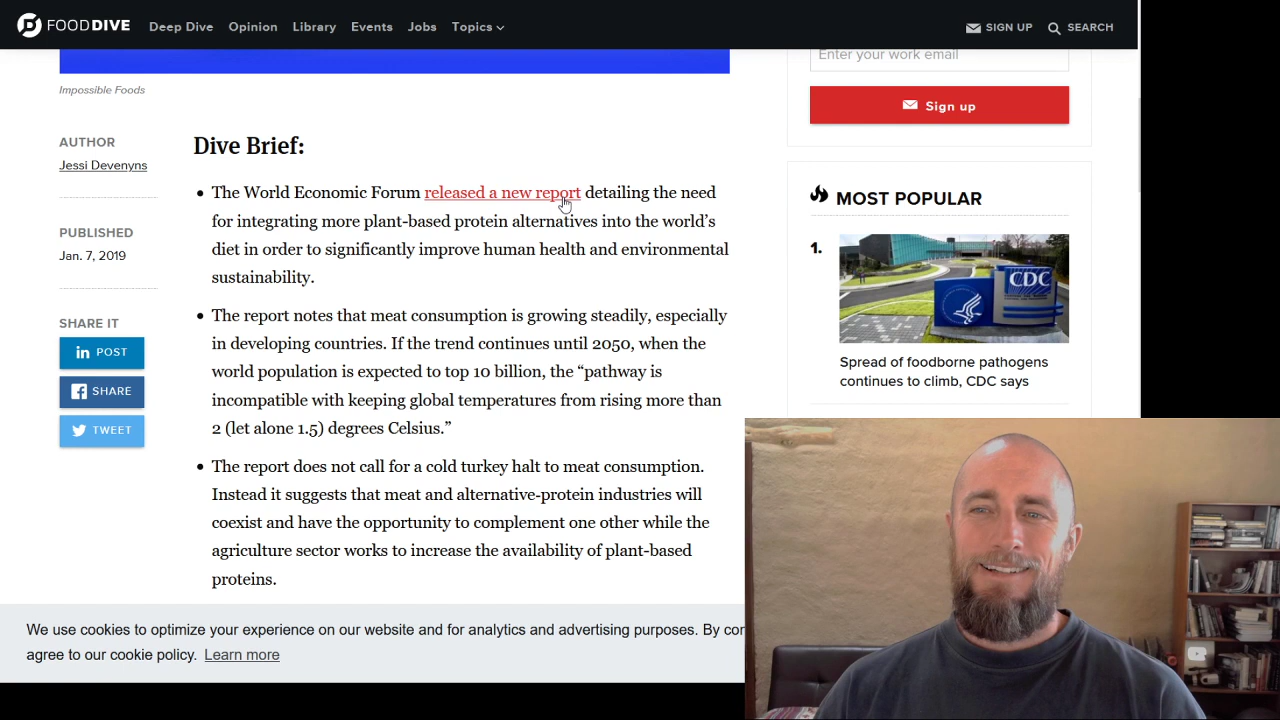 FOODDIVE Deep Dive Opinion Library Events Jobs Topics SIGN UP SEARCH
Enter your work email
Impossible Foods
Sign up
AUTHOR
Jessi Devenyns
Dive Brief:
The World Economic Forum released a new report detailing the need
for integrating more plant-based protein alternatives into the world’s
diet in order to significantly improve human health and environmental
sustainability.
PUBLISHED
Jan. 7, 2019
The report notes that meat consumption is growing steadily, especially
in developing countries. If the trend continues until 2050, when the
world population is expected to top 10 billion, the “pathway is
incompatible with keeping global temperatures from rising more than
2 (let alone 1.5) degrees Celsius.”
SHARE IT
POST
SHARE
TWEET
The report does not call for a cold turkey halt to meat consumption.
Instead it suggests that meat and alternative-protein industries will
coexist and have the opportunity to complement one other while the
agriculture sector works to increase the availability of plant-based
proteins.
MOST POPULAR
1.
CDC
Spread of foodborne pathogens
continues to climb, CDC says
We use cookies to optimize your experience on our website and for analytics and advertising purposes. By
agree to our cookie policy. Learn more